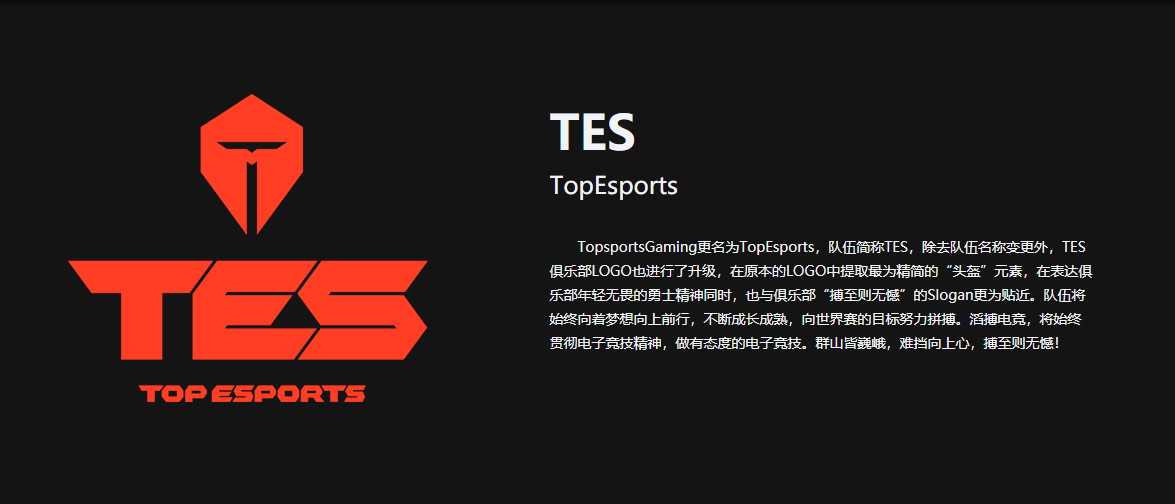 TES
TOP ESPORTS
TES
TopEsports
TopsportsGaming更名为TopEsports，队伍简称TES，除去队伍名称变更外，TES
俱乐部LOGO也进行了升级，在原本的LOGO中提取最为精简的“头盔”元素，在表达俱
乐部年轻无畏的勇士精神同时，也与俱乐部“搏至则无憾”的Slogan更为贴近。队伍将
始终向着梦想向上前行，不断成长成熟，向世界赛的目标努力拼搏。滔搏电竞，将始终
贯彻电子竞技精神，做有态度的电子竞技。群山皆巍峨，难挡向上心，搏至则无憾！